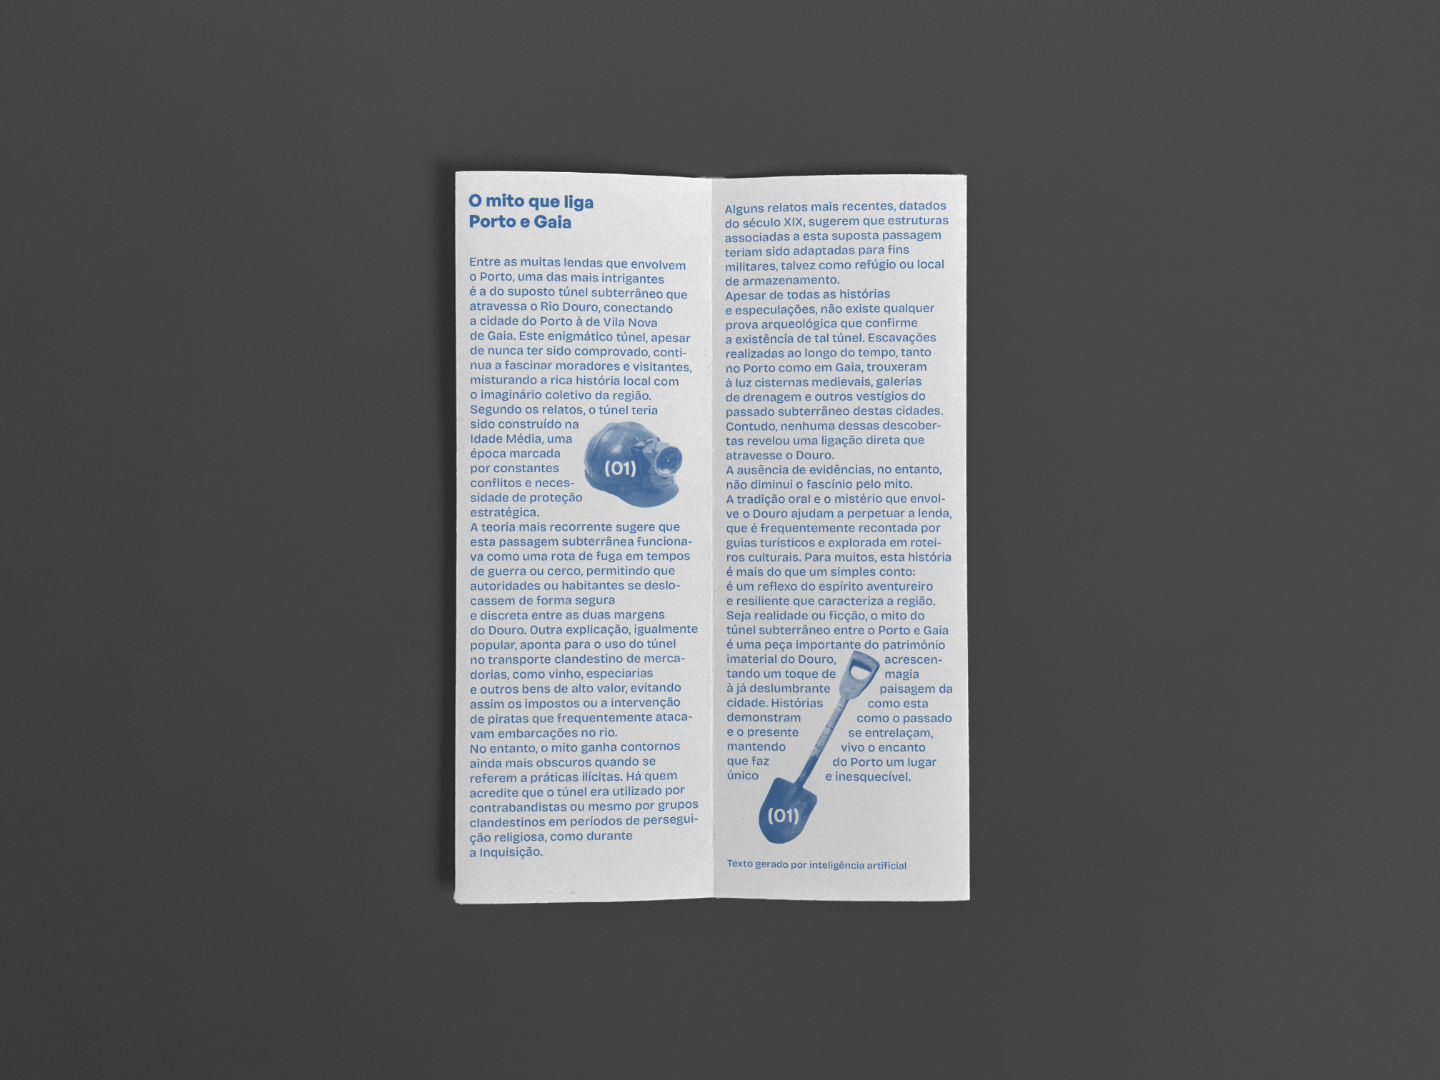 O mito que liga
Porto e Gaia
Entre as muitas lendas que envolvem
o Porto, uma das mais intrigantes
é a do suposto túnel subterrâneo que
atravessa o Rio Douro, conectando
a cidade do Porto à de Vila Nova
de Gaia. Este enigmático túnel, apesar
de nunca ter sido comprovado, conti-
nua a fascinar moradores e visitantes,
misturando a rica história local com
o imaginário coletivo da região.
Segundo os relatos, o túnel teria
sido construído na
Idade Média, uma
época marcada
por constantes
conflitos e neces-
sidade de proteção
estratégica.
(01)
A teoria mais recorrente sugere que
esta passagem subterrânea funciona-
va como uma rota de fuga em tempos
de guerra ou cerco, permitindo que
autoridades ou habitantes se deslo-
cassem de forma segura
e discreta entre as duas margens
do Douro. Outra explicação, igualmente
popular, aponta para o uso do túnel
no transporte clandestino de merca-
dorias, como vinho, especiarias
e outros bens de alto valor, evitando
assim os impostos ou a intervenção
de piratas que frequentemente ataca-
vam embarcações no rio.
No entanto, o mito ganha contornos
ainda mais obscuros quando se
referem a práticas ilícitas. Há quem
acredite que o túnel era utilizado por
contrabandistas ou mesmo por grupos
clandestinos em períodos de persegui-
ção religiosa, como durante
a Inquisição.
Alguns relatos mais recentes, datados
do século XIX, sugerem que estruturas
associadas a esta suposta passagem
teriam sido adaptadas para fins
militares, talvez como refúgio ou local
de armazenamento.
Apesar de todas as histórias
e especulações, não existe qualquer
prova arqueológica que confirme
a existência de tal túnel. Escavações
realizadas ao longo do tempo, tanto
no Porto como em Gaia, trouxeram
à luz cisternas medievais, galerias
de drenagem e outros vestígios do
passado subterrâneo destas cidades.
Contudo, nenhuma dessas descober-
tas revelou uma ligação direta que
atravesse o Douro.
A ausência de evidências, no entanto,
não diminui o fascínio pelo mito.
A tradição oral e o mistério que envol-
ve o Douro ajudam a perpetuar a lenda,
que é frequentemente recontada por
guias turísticos e explorada em rotei-
ros culturais. Para muitos, esta história
é mais do que um simples conto:
é um reflexo do espírito aventureiro
e resiliente que caracteriza a região.
Seja realidade ou ficção, o mito do
túnel subterrâneo entre o Porto e Gaia
é uma peça importante do património
imaterial do Douro, acrescen-
tando um toque de magia
à já deslumbrante paisagem da
cidade. Histórias como esta
demonstram como o passado
e o presente se entrelaçam,
mantendo vivo o encanto
que faz do Porto um lugar
único e inesquecível.
(01)
Texto gerado por inteligência artificial